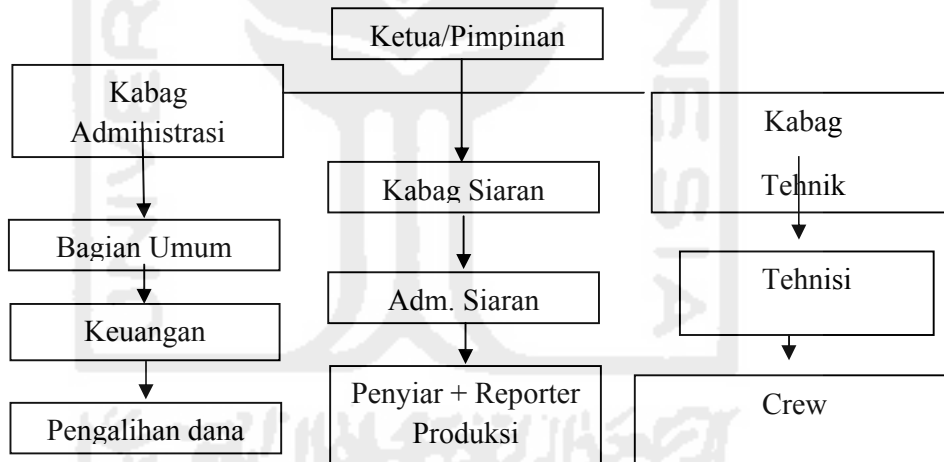 Ketua/Pimpinan
Kabag
Administrasi
Kabag
Tehnik
Kabag Siaran
Bagian Umum
Adm. Siaran
Tehnisi
Keuangan
Penyiar + Reporter
Produksi
Crew
Pengalihan dana
NESIA